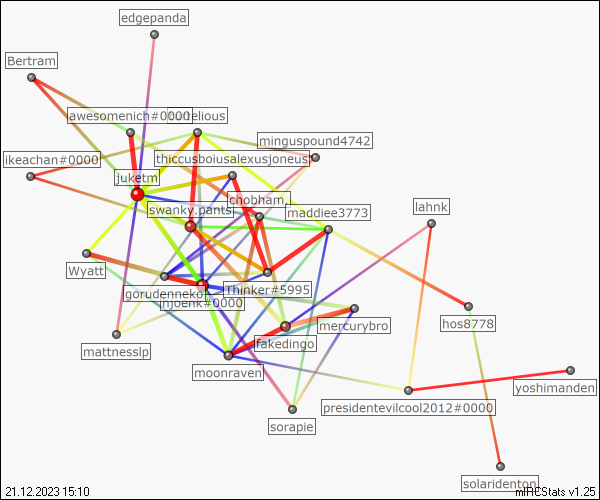 edgepanda
Bertram
awesomenich#0000
minguspound4742
ikeachan#0000
thiccusboiusalexusjoneus
juketm
chobham
swanky.pants
maddiee3773
lahnk
Wyatt
gorudenneko
Thinker#5995
mjoenk#0000
mercurybro
hos8778
fakedingo
mattnesslp
moonraven
yoshimanden
presidentevilcool2012#0000
sorapie
solaridenton
21.12.2023 15:10
mIRCStats v1.25